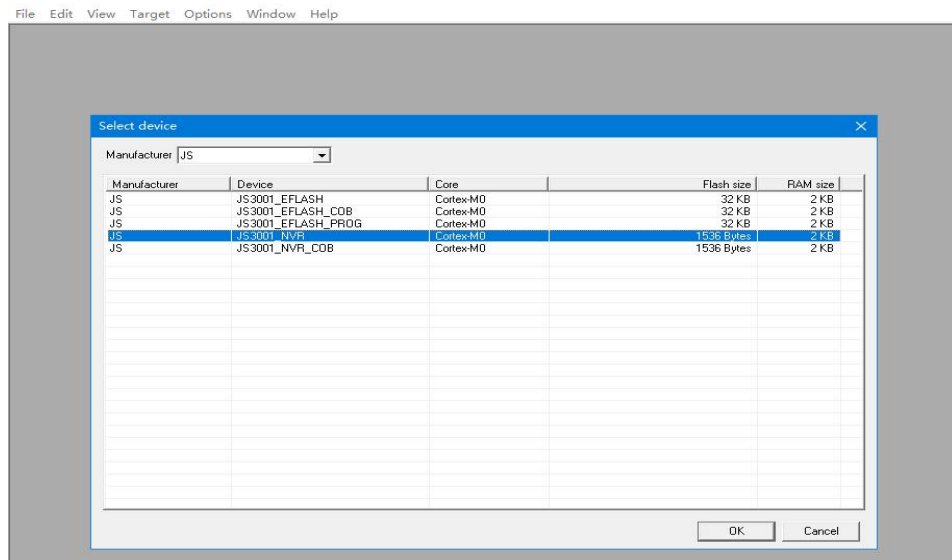 File Edit View Target Options Window Help
Select device
Manufacturer JS
Manufacturer Device Core Flash size RAM size
JS JS3001_EFLASH Cortex-M0 32 KB 2 KB
JS JS3001_EFLASH_COB Cortex-M0 32 KB 2 KB
JS JS3001_EFLASH_PROG Cortex-M0 32 KB 2 KB
JS JS3001_NVR Cortex-M0 1536 Bytes 2 KB
JS JS3001_NVR_COB Cortex-M0 1536 Bytes 2 KB
OK Cancel